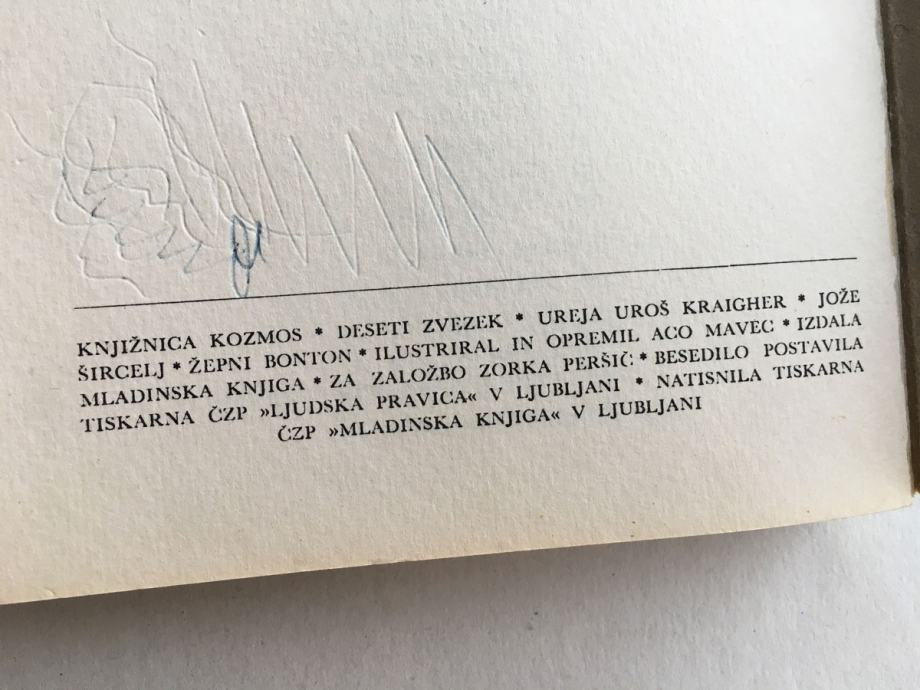 KNJIŽNICA KOZMOS * DESETI ZVEZEK * UREJA UROŠ KRAIGHER * JOŽE
ŠIRCELJ * ŽEPNI BONTON * ILUSTRIRAL IN OPREMIL ACO MAVEC * IZDALA
MLADINSKA KNJIGA * ZA ZALOŽBO ZORKA PERŠIČ * BESEDILO POSTAVILA
TISKARNA ČZP »LJUDSKA PRAVICA« V LJUBLJANI * NATISNILA TISKARNA
ČZP »MLADINSKA KNJIGA« V LJUBLJANI